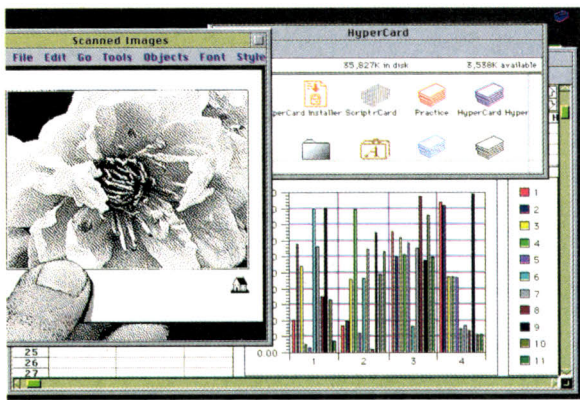 Scanned Images
File Edit Go Tools Objects Font Style
HyperCard
35,827K in disk 3,538K available
perCard Installer ScriptrCard Practice HyperCard Hyper
A
H
1
2
3
4
5
6
7
8
9
10
11
0.00
1 2 3 4
25
26
27